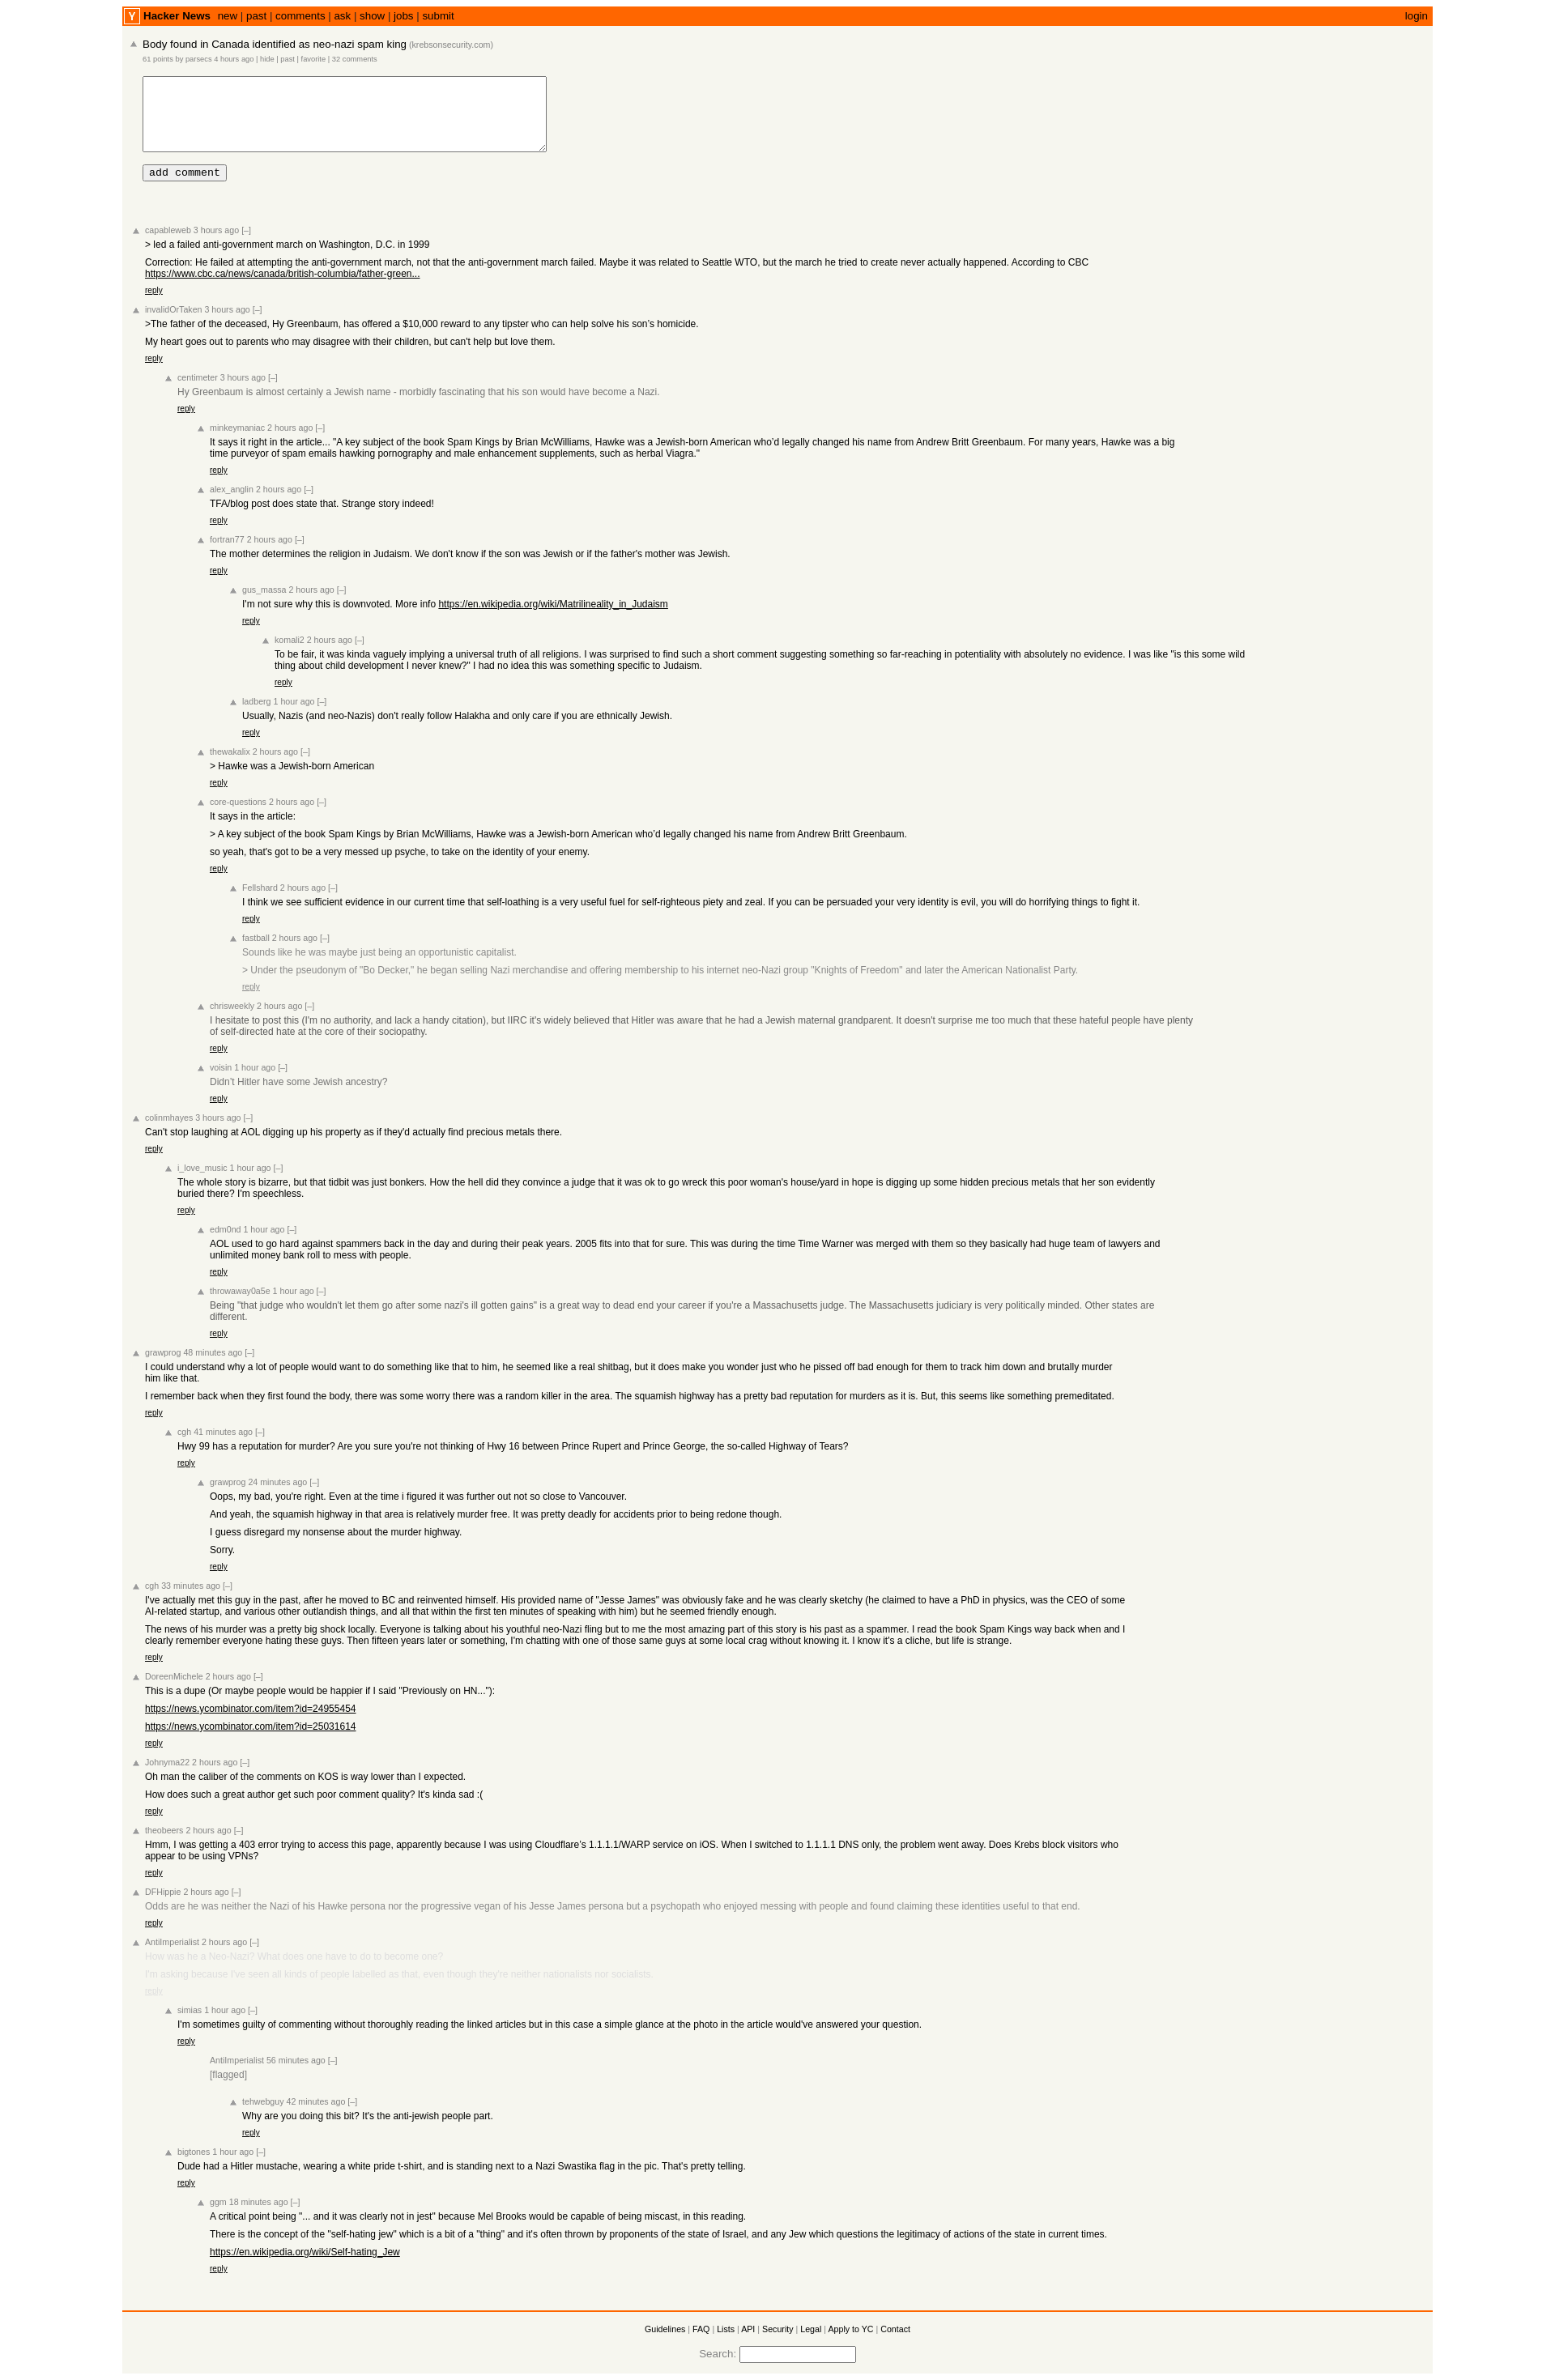 Y Hacker News new | past | comments | ask | show | jobs | submit login
Body found in Canada identified as neo-nazi spam king (krebsonsecurity.com)
61 points by parsecs 4 hours ago | hide | past | favorite | 32 comments
add comment
capableweb 3 hours ago [–]
> led a failed anti-government march on Washington, D.C. in 1999
Correction: He failed at attempting the anti-government march, not that the anti-government march failed. Maybe it was related to Seattle WTO, but the march he tried to create never actually happened. According to CBC
https://www.cbc.ca/news/canada/british-columbia/father-green...
reply
invalidOrTaken 3 hours ago [–]
>The father of the deceased, Hy Greenbaum, has offered a $10,000 reward to any tipster who can help solve his son’s homicide.
My heart goes out to parents who may disagree with their children, but can't help but love them.
reply
centimeter 3 hours ago [–]
Hy Greenbaum is almost certainly a Jewish name - morbidly fascinating that his son would have become a Nazi.
reply
minkeymaniac 2 hours ago [–]
It says it right in the article... "A key subject of the book Spam Kings by Brian McWilliams, Hawke was a Jewish-born American who’d legally changed his name from Andrew Britt Greenbaum. For many years, Hawke was a big
time purveyor of spam emails hawking pornography and male enhancement supplements, such as herbal Viagra."
reply
alex_anglin 2 hours ago [–]
TFA/blog post does state that. Strange story indeed!
reply
fortran77 2 hours ago [–]
The mother determines the religion in Judaism. We don't know if the son was Jewish or if the father's mother was Jewish.
reply
gus_massa 2 hours ago [–]
I'm not sure why this is downvoted. More info https://en.wikipedia.org/wiki/Matrilineality_in_Judaism
reply
komali2 2 hours ago [–]
To be fair, it was kinda vaguely implying a universal truth of all religions. I was surprised to find such a short comment suggesting something so far-reaching in potentiality with absolutely no evidence. I was like "is this some wild
thing about child development I never knew?" I had no idea this was something specific to Judaism.
reply
ladberg 1 hour ago [–]
Usually, Nazis (and neo-Nazis) don't really follow Halakha and only care if you are ethnically Jewish.
reply
thewakalix 2 hours ago [–]
> Hawke was a Jewish-born American
reply
core-questions 2 hours ago [–]
It says in the article:
> A key subject of the book Spam Kings by Brian McWilliams, Hawke was a Jewish-born American who’d legally changed his name from Andrew Britt Greenbaum.
so yeah, that's got to be a very messed up psyche, to take on the identity of your enemy.
reply
Fellshard 2 hours ago [–]
I think we see sufficient evidence in our current time that self-loathing is a very useful fuel for self-righteous piety and zeal. If you can be persuaded your very identity is evil, you will do horrifying things to fight it.
reply
fastball 2 hours ago [–]
Sounds like he was maybe just being an opportunistic capitalist.
> Under the pseudonym of "Bo Decker," he began selling Nazi merchandise and offering membership to his internet neo-Nazi group "Knights of Freedom" and later the American Nationalist Party.
reply
chrisweekly 2 hours ago [–]
I hesitate to post this (I'm no authority, and lack a handy citation), but IIRC it's widely believed that Hitler was aware that he had a Jewish maternal grandparent. It doesn't surprise me too much that these hateful people have plenty
of self-directed hate at the core of their sociopathy.
reply
voisin 1 hour ago [–]
Didn’t Hitler have some Jewish ancestry?
reply
colinmhayes 3 hours ago [–]
Can't stop laughing at AOL digging up his property as if they'd actually find precious metals there.
reply
i_love_music 1 hour ago [–]
The whole story is bizarre, but that tidbit was just bonkers. How the hell did they convince a judge that it was ok to go wreck this poor woman's house/yard in hope is digging up some hidden precious metals that her son evidently
buried there? I'm speechless.
reply
edm0nd 1 hour ago [–]
AOL used to go hard against spammers back in the day and during their peak years. 2005 fits into that for sure. This was during the time Time Warner was merged with them so they basically had huge team of lawyers and
unlimited money bank roll to mess with people.
reply
throwaway0a5e 1 hour ago [–]
Being "that judge who wouldn't let them go after some nazi's ill gotten gains" is a great way to dead end your career if you're a Massachusetts judge. The Massachusetts judiciary is very politically minded. Other states are
different.
reply
grawprog 48 minutes ago [–]
I could understand why a lot of people would want to do something like that to him, he seemed like a real shitbag, but it does make you wonder just who he pissed off bad enough for them to track him down and brutally murder
him like that.
I remember back when they first found the body, there was some worry there was a random killer in the area. The squamish highway has a pretty bad reputation for murders as it is. But, this seems like something premeditated.
reply
cgh 41 minutes ago [–]
Hwy 99 has a reputation for murder? Are you sure you're not thinking of Hwy 16 between Prince Rupert and Prince George, the so-called Highway of Tears?
reply
grawprog 24 minutes ago [–]
Oops, my bad, you're right. Even at the time i figured it was further out not so close to Vancouver.
And yeah, the squamish highway in that area is relatively murder free. It was pretty deadly for accidents prior to being redone though.
I guess disregard my nonsense about the murder highway.
Sorry.
reply
cgh 33 minutes ago [–]
I've actually met this guy in the past, after he moved to BC and reinvented himself. His provided name of "Jesse James" was obviously fake and he was clearly sketchy (he claimed to have a PhD in physics, was the CEO of some
AI-related startup, and various other outlandish things, and all that within the first ten minutes of speaking with him) but he seemed friendly enough.
The news of his murder was a pretty big shock locally. Everyone is talking about his youthful neo-Nazi fling but to me the most amazing part of this story is his past as a spammer. I read the book Spam Kings way back when and I
clearly remember everyone hating these guys. Then fifteen years later or something, I'm chatting with one of those same guys at some local crag without knowing it. I know it's a cliche, but life is strange.
reply
DoreenMichele 2 hours ago [–]
This is a dupe (Or maybe people would be happier if I said "Previously on HN..."):
https://news.ycombinator.com/item?id=24955454
https://news.ycombinator.com/item?id=25031614
reply
Johnyma22 2 hours ago [–]
Oh man the caliber of the comments on KOS is way lower than I expected.
How does such a great author get such poor comment quality? It's kinda sad :(
reply
theobeers 2 hours ago [–]
Hmm, I was getting a 403 error trying to access this page, apparently because I was using Cloudflare’s 1.1.1.1/WARP service on iOS. When I switched to 1.1.1.1 DNS only, the problem went away. Does Krebs block visitors who
appear to be using VPNs?
reply
DFHippie 2 hours ago [–]
Odds are he was neither the Nazi of his Hawke persona nor the progressive vegan of his Jesse James persona but a psychopath who enjoyed messing with people and found claiming these identities useful to that end.
reply
AntiImperialist 2 hours ago [–]
How was he a Neo-Nazi? What does one have to do to become one?
I'm asking because I've seen all kinds of people labelled as that, even though they're neither nationalists nor socialists.
reply
simias 1 hour ago [–]
I'm sometimes guilty of commenting without thoroughly reading the linked articles but in this case a simple glance at the photo in the article would've answered your question.
reply
AntiImperialist 56 minutes ago [–]
[flagged]
tehwebguy 42 minutes ago [–]
Why are you doing this bit? It's the anti-jewish people part.
reply
bigtones 1 hour ago [–]
Dude had a Hitler mustache, wearing a white pride t-shirt, and is standing next to a Nazi Swastika flag in the pic. That's pretty telling.
reply
ggm 18 minutes ago [–]
A critical point being "... and it was clearly not in jest" because Mel Brooks would be capable of being miscast, in this reading.
There is the concept of the "self-hating jew" which is a bit of a "thing" and it's often thrown by proponents of the state of Israel, and any Jew which questions the legitimacy of actions of the state in current times.
https://en.wikipedia.org/wiki/Self-hating_Jew
reply
Guidelines | FAQ | Lists | API | Security | Legal | Apply to YC | Contact
Search: